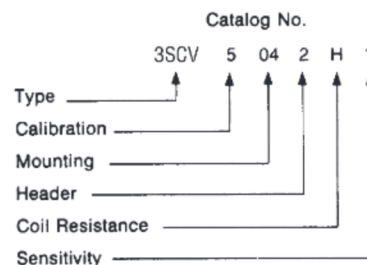 Catalog No.
3SCV 5 04 2 H
Type
Calibration
Mounting
Header
Coil Resistance
Sensitivity